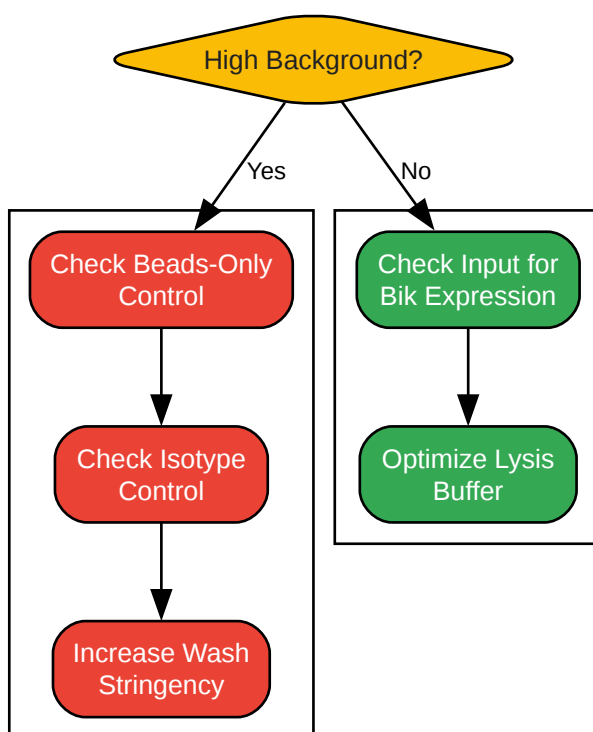 High Background?
Yes
No
Check Beads-Only
Control
Check Input for
Bik Expression
Check Isotype
Control
Optimize Lysis
Buffer
Increase Wash
Stringency